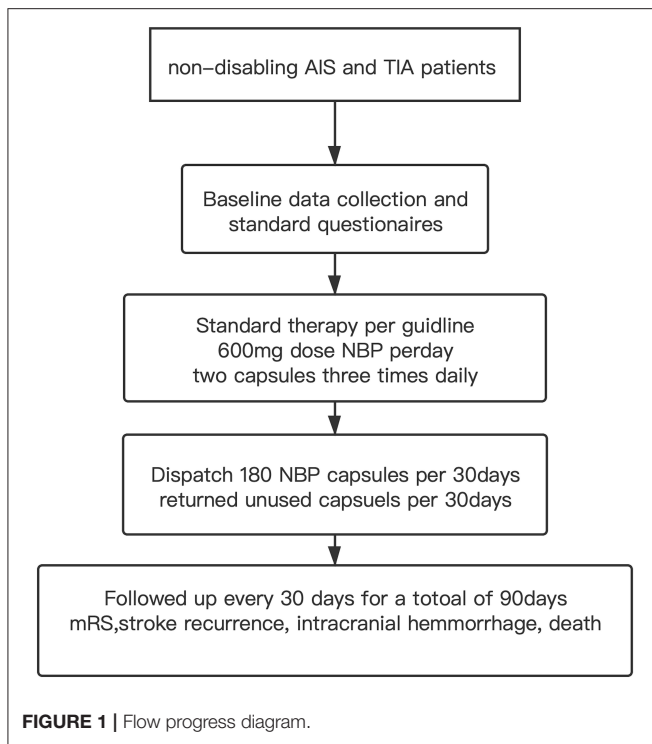 non-disabling AIS and TIA patients
Baseline data collection and
standard questionaires
Standard therapy per guidline
600mg dose NBP perday
two capsules three times daily
Dispatch 180 NBP capsules per 30days
returned unused capsuels per 30days
Followed up every 30 days for a totoal of 90days
mRS,stroke recurrence, intracranial hemmorrhage, death
FIGURE 1 | Flow progress diagram.